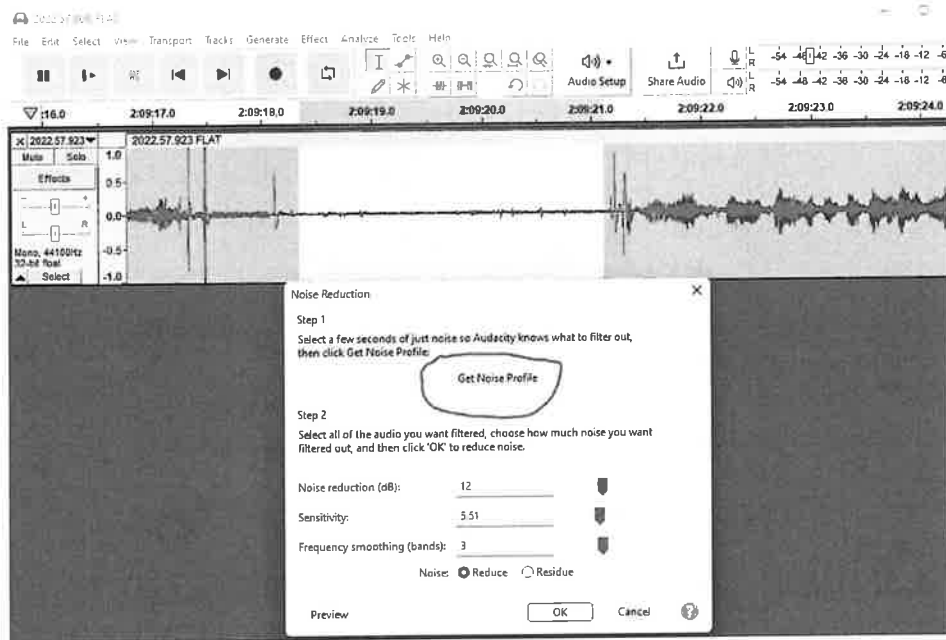 2022.57.923 FLAT
File Edit Select View Transport Tracks Generate Effect Analyze Tools Help
Audio Setup Share Audio
L R -54 -48 -42 -36 -30 -24 -18 -12 -6
L R -54 -48 -42 -36 -30 -24 -18 -12 -6
:16.0 2:09:17.0 2:09:18.0 2:09:19.0 2:09:20.0 2:09:21.0 2:09:22.0 2:09:23.0 2:09:24.0
2022.57.923 2022.57.923 FLAT
Mute Solo
Effects
- +
L R
Mono, 44100Hz
32-bit float
Select
1.0
0.5
0.0
-0.5
-1.0
Noise Reduction
Step 1
Select a few seconds of just noise so Audacity knows what to filter out,
then click Get Noise Profile:
Get Noise Profile
Step 2
Select all of the audio you want filtered, choose how much noise you want
filtered out, and then click 'OK' to reduce noise.
Noise reduction (dB): 12
Sensitivity: 5.51
Frequency smoothing (bands): 3
Noise: Reduce Residue
Preview OK Cancel ?